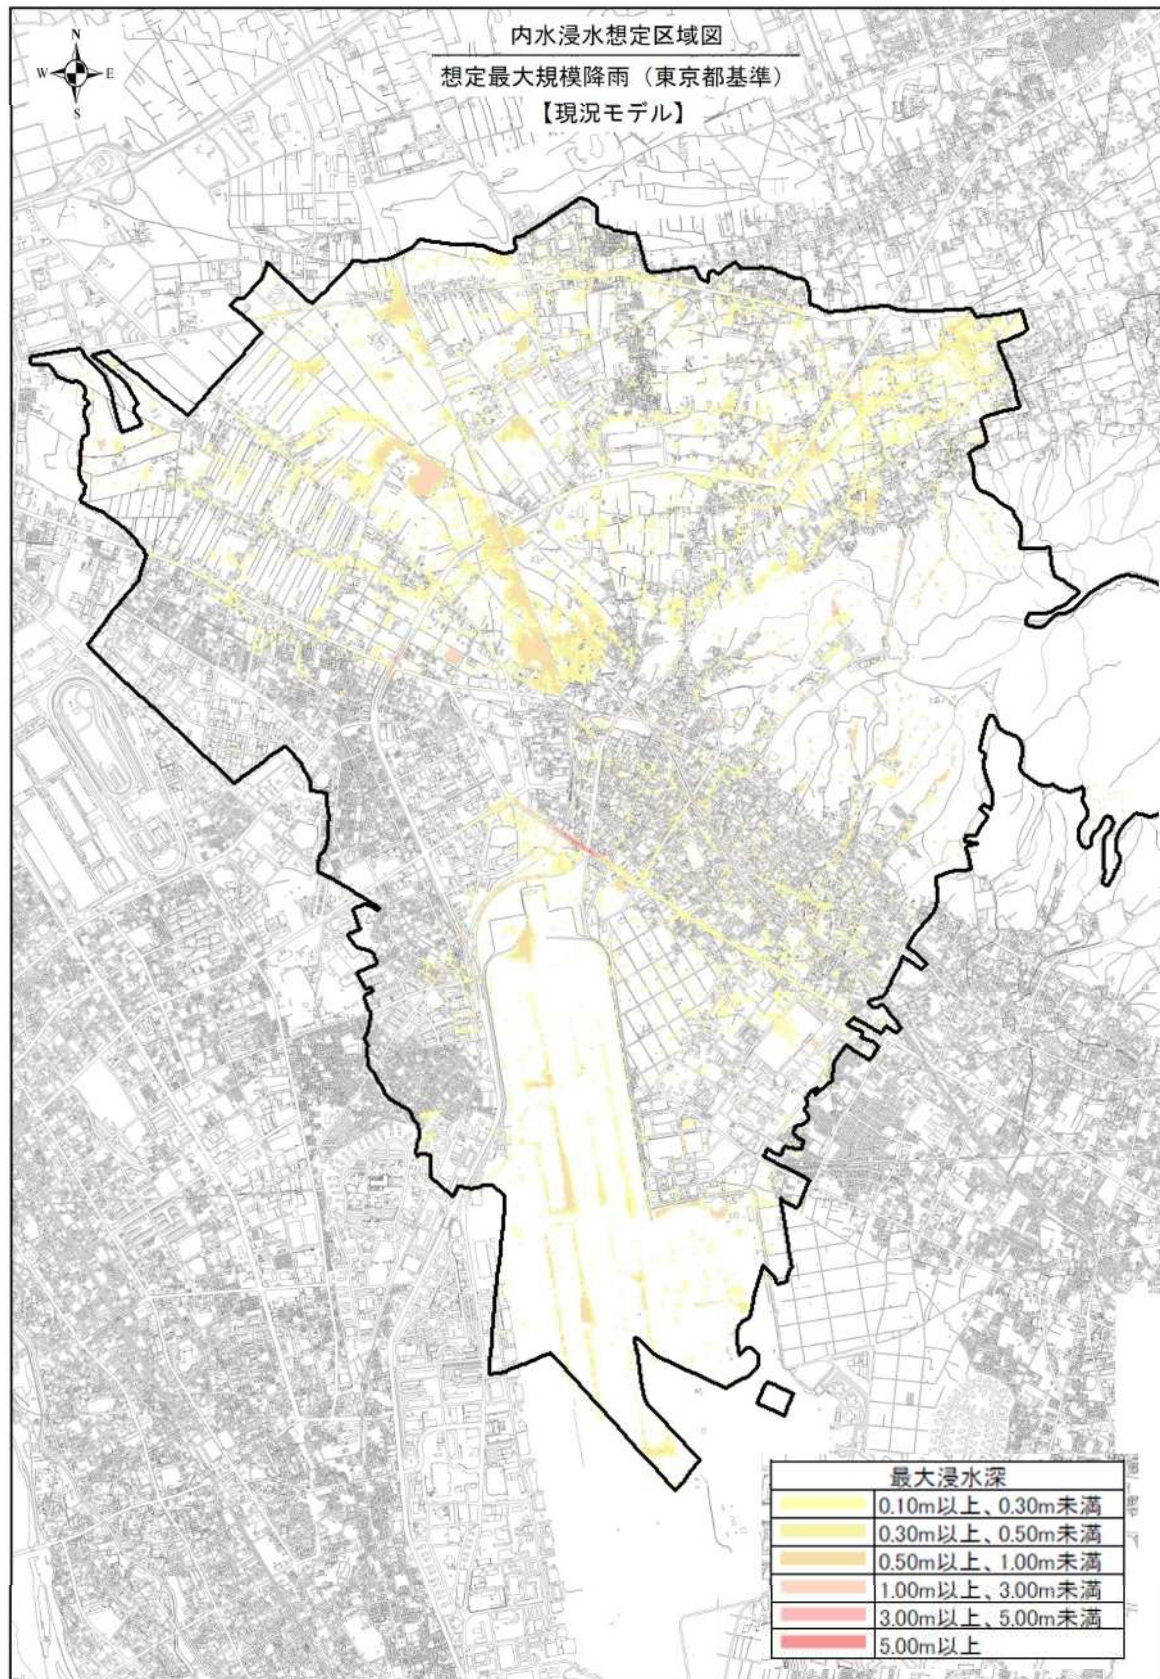 内水浸水想定区域図
想定最大規模降雨（東京都基準）
【現況モデル】
N
W
E
S
最大浸水深
0.10m以上、0.30m未満
0.30m以上、0.50m未満
0.50m以上、1.00m未満
1.00m以上、3.00m未満
3.00m以上、5.00m未満
5.00m以上